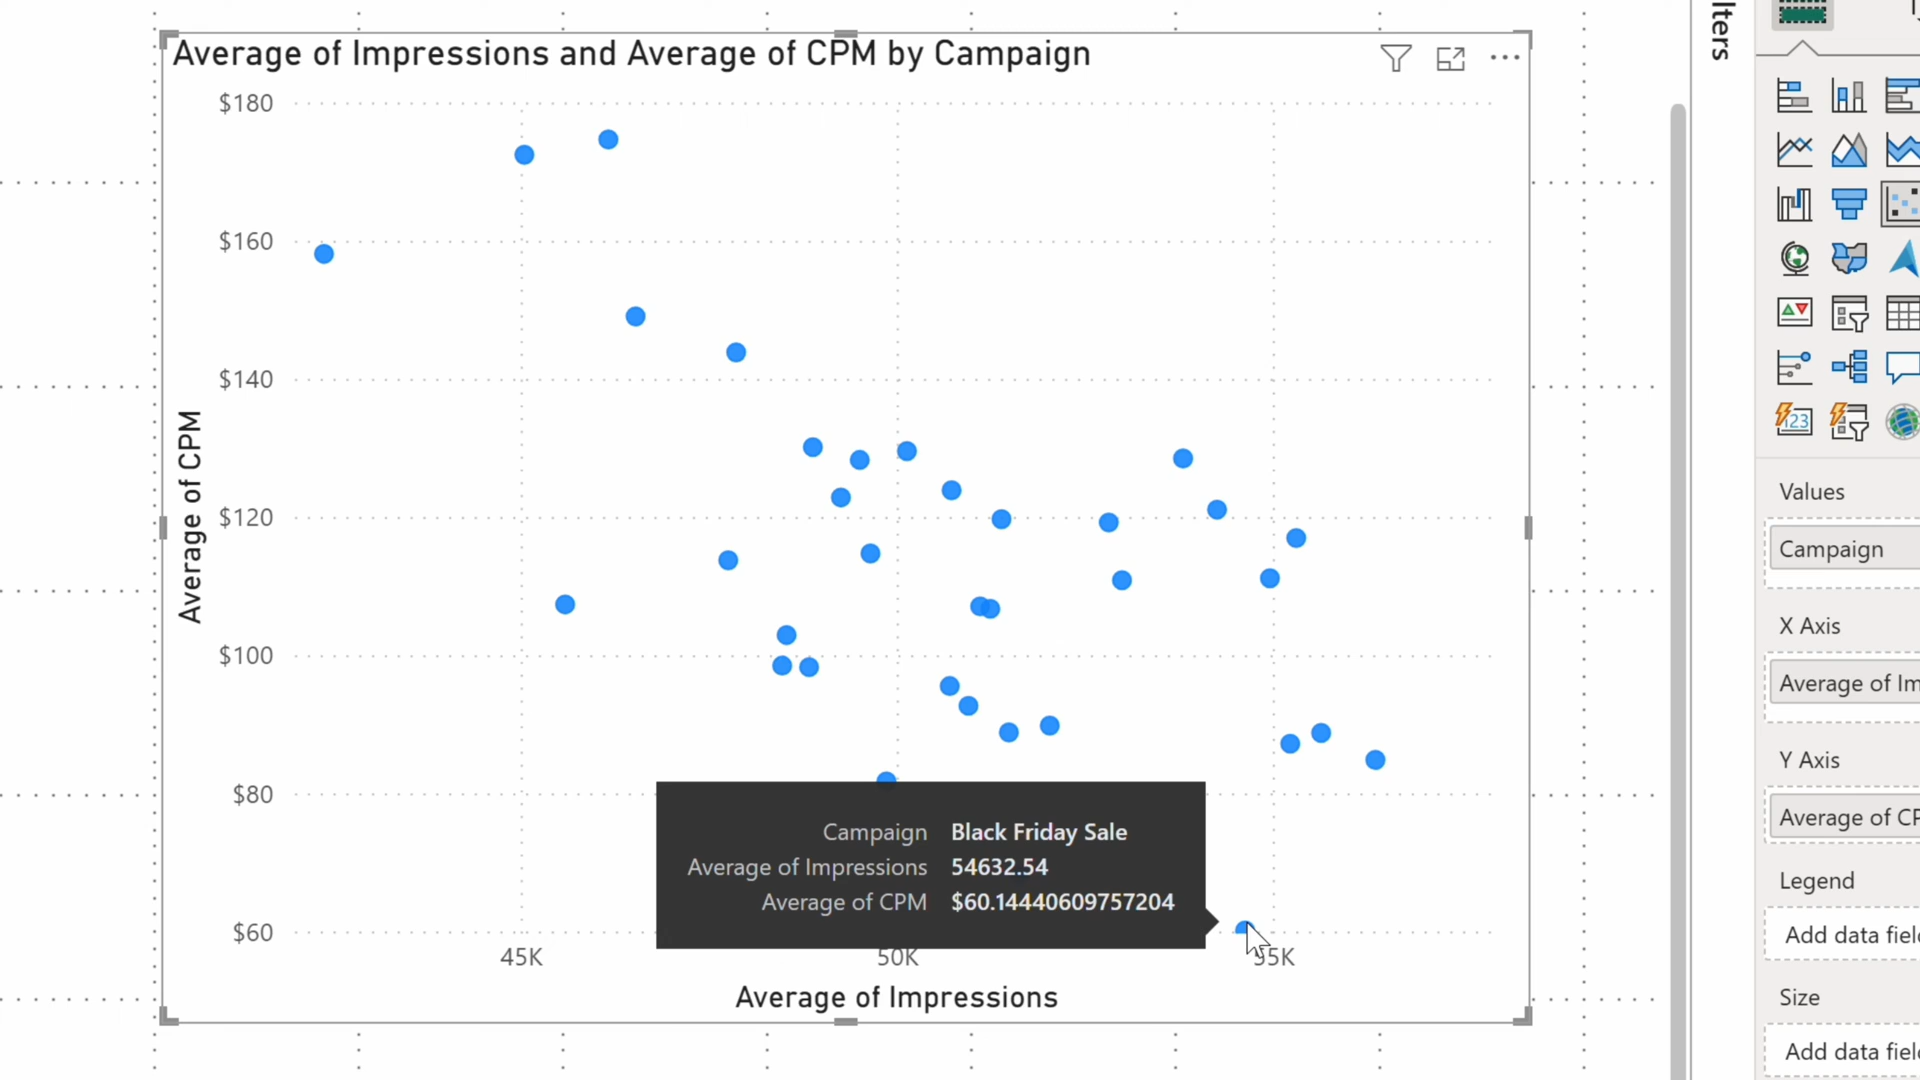 Average of Impressions and Average of CPM by Campaign
$180
$160
$140
$120
$100
$80
$60
Average of CPM
45K
50K
55K
Average of Impressions
Campaign Black Friday Sale
Average of Impressions 54632.54
Average of CPM $60.14440609757204
lters
123
Values
Campaign
X Axis
Average of Im
Y Axis
Average of CP
Legend
Add data fiel
Size
Add data fiel